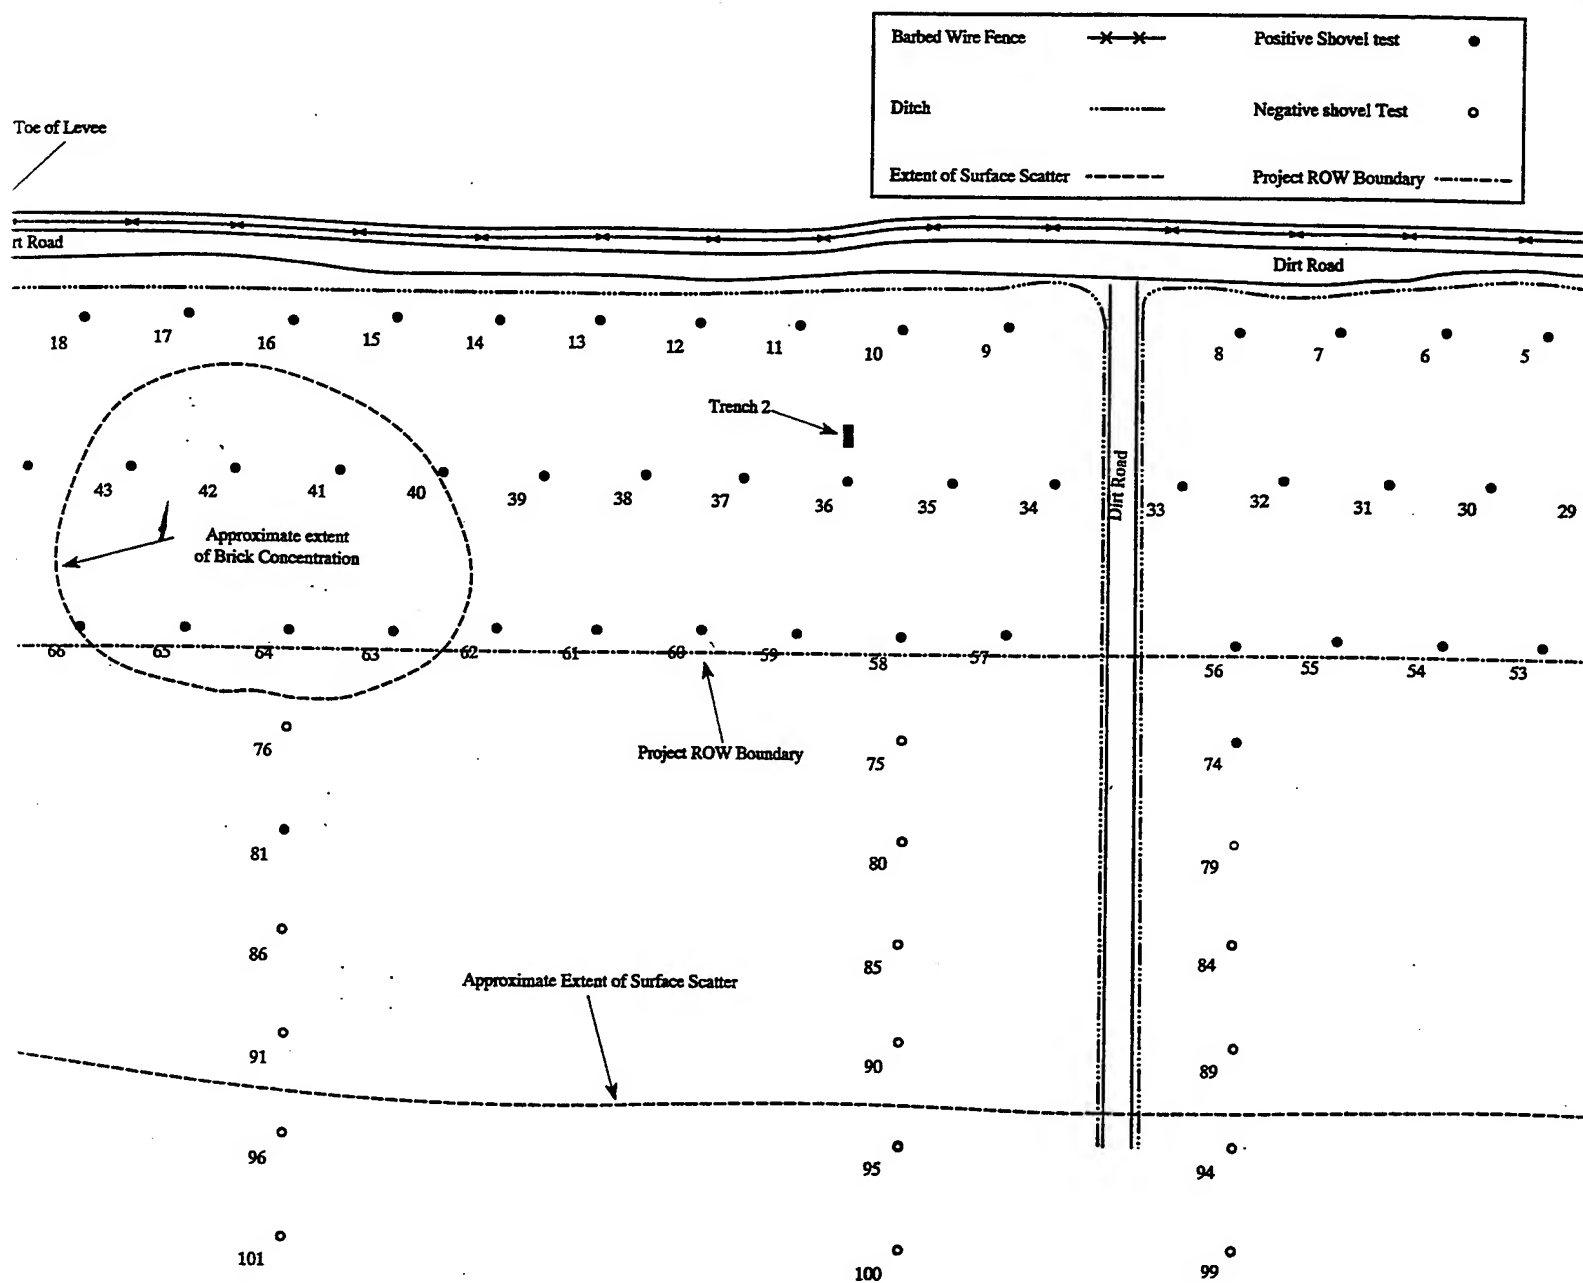 Barbed Wire Fence
Positive Shovel test
Ditch
Negative shovel Test
Extent of Surface Scatter
Project ROW Boundary
Toe of Levee
rt Road
Dirt Road
18 17 16 15 14 13 12 11 10 9 8 7 6 5
Trench 2
43 42 41 40 39 38 37 36 35 34 33 32 31 30 29
Dirt Road
Approximate extent
of Brick Concentration
66 65 64 63 62 61 60 59 58 57 56 55 54 53
76 75 74
Project ROW Boundary
81 80 79
86 85 84
Approximate Extent of Surface Scatter
91 90 89
96 95 94
101 100 99